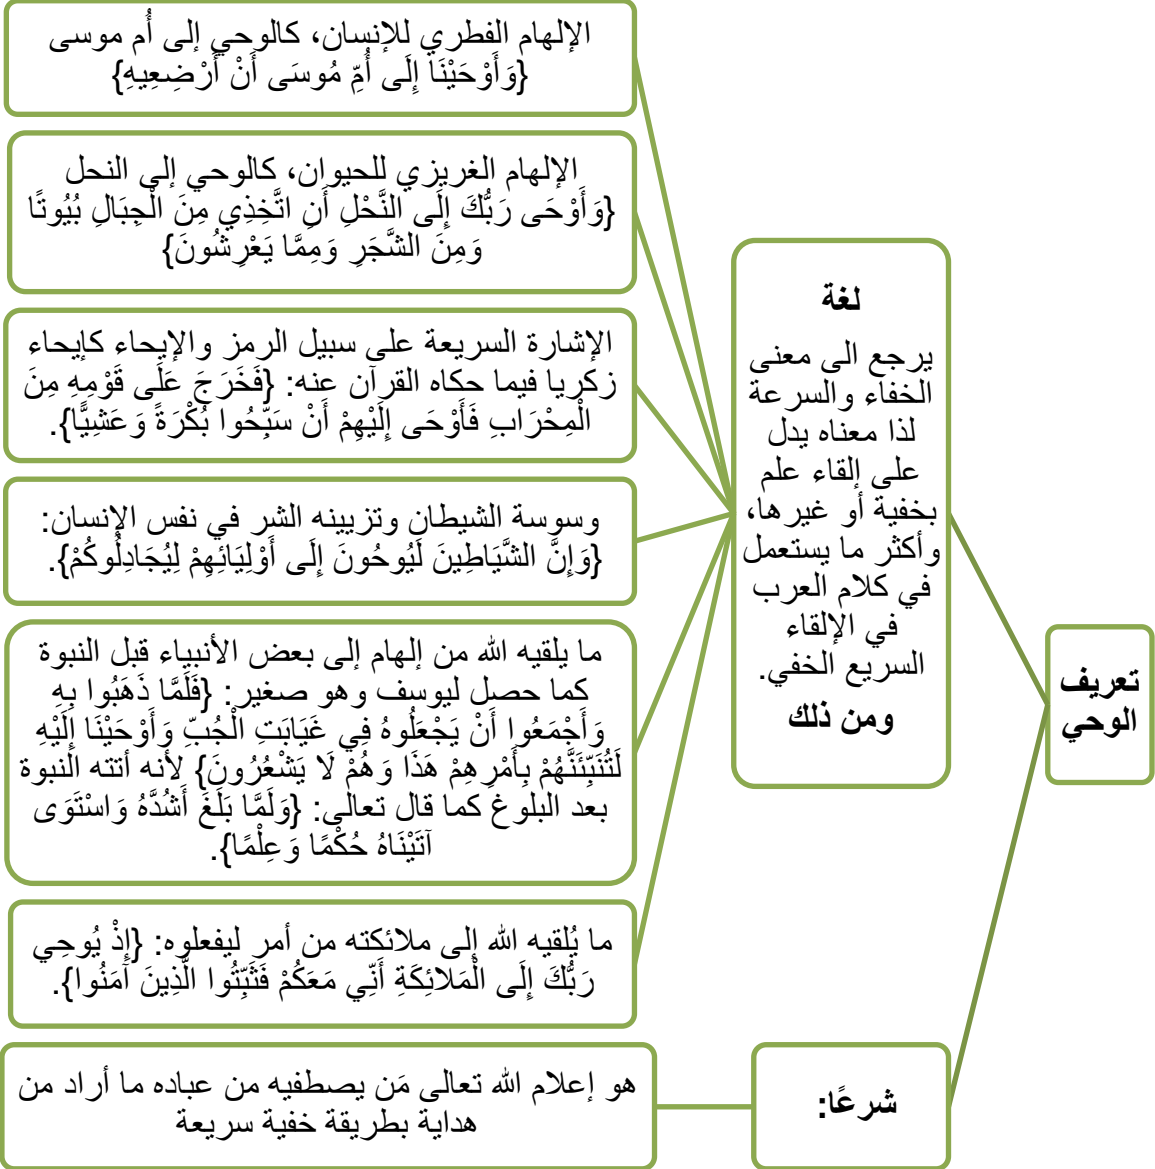 تعريف
الوحي
لغة
يرجع الى معنى
الخفاء والسرعة
لذا معناه يدل
على إلقاء علم
بخفية أو غيرها،
وأكثر ما يستعمل
في كلام العرب
في الإلقاء
السريع الخفي.
ومن ذلك
الإلهام الفطري للإنسان، كالوحي إلى أُم موسى
{وَأَوْحَيْنَا إِلَى أُمِّ مُوسَى أَنْ أَرْضِعِيهِ}
الإلهام الغريزي للحيوان، كالوحي إلى النحل
{وَأَوْحَى رَبُّكَ إِلَى النَّحْلِ أَنِ اتَّخِذِي مِنَ الْجِبَالِ بُيُوتًا
وَمِنَ الشَّجَرِ وَمِمَّا يَعْرِشُونَ}
الإشارة السريعة على سبيل الرمز والإيحاء كإيحاء
زكريا فيما حكاه القرآن عنه: {فَخَرَجَ عَلَى قَوْمِهِ مِنَ
الْمِحْرَابِ فَأَوْحَى إِلَيْهِمْ أَنْ سَبِّحُوا بُكْرَةً وَعَشِيًّا}.
وسوسة الشيطان وتزيينه الشر في نفس الإنسان:
{وَإِنَّ الشَّيَاطِينَ لَيُوحُونَ إِلَى أَوْلِيَائِهِمْ لِيُجَادِلُوكُمْ}.
ما يلقيه الله من إلهام إلى بعض الأنبياء قبل النبوة
كما حصل ليوسف وهو صغير: {فَلَمَّا ذَهَبُوا بِهِ
وَأَجْمَعُوا أَنْ يَجْعَلُوهُ فِي غَيَابَتِ الْجُبِّ وَأَوْحَيْنَا إِلَيْهِ
لَتُنَبِّئَنَّهُمْ بِأَمْرِهِمْ هَذَا وَهُمْ لَا يَشْعُرُونَ} لأنه أتته النبوة
بعد البلوغ كما قال تعالى: {وَلَمَّا بَلَغَ أَشُدَّهُ وَاسْتَوَى
آتَيْنَاهُ حُكْمًا وَعِلْمًا}.
ما يُلقيه الله إلى ملائكته من أمر ليفعلوه: {إِذْ يُوحِي
رَبُّكَ إِلَى الْمَلائِكَةِ أَنِّي مَعَكُمْ فَثَبِّتُوا الَّذِينَ آمَنُوا}.
شرعًا:
هو إعلام الله تعالى مَن يصطفيه من عباده ما أراد من
هداية بطريقة خفية سريعة